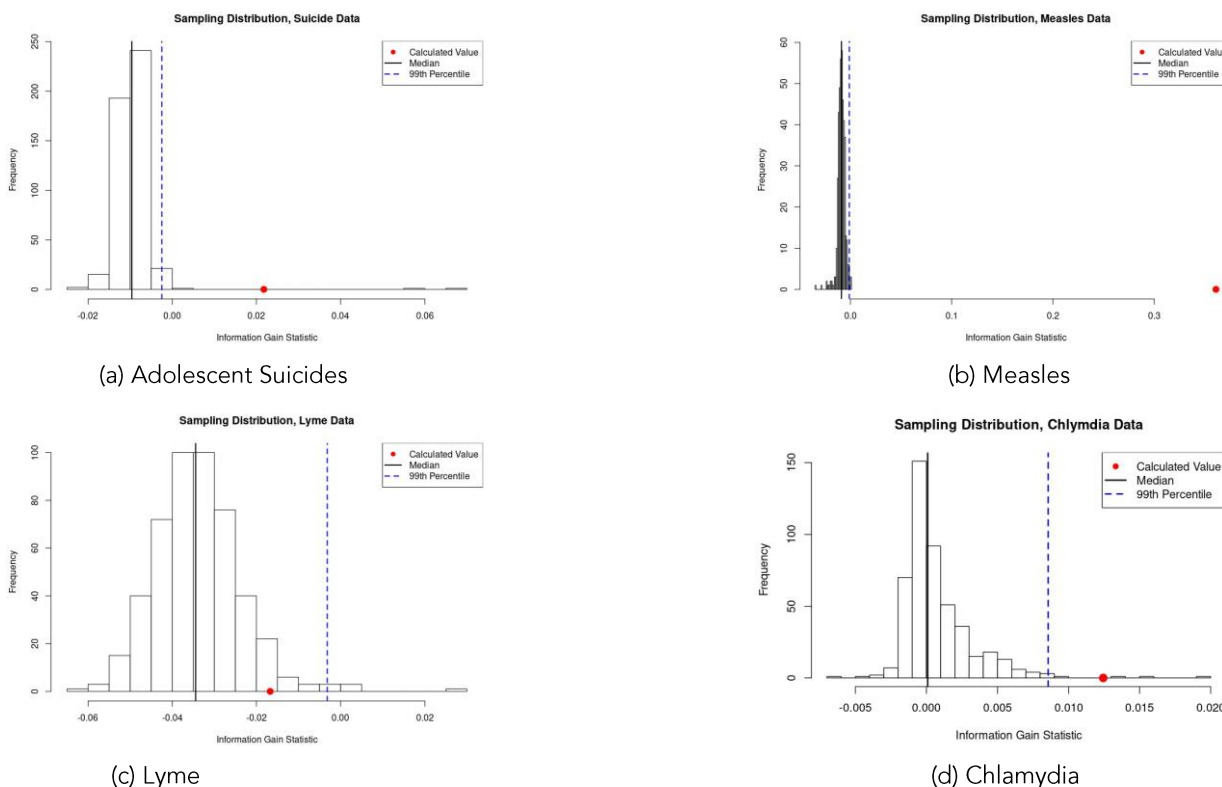 Sampling Distribution, Suicide Data
Calculated Value
Median
99th Percentile
Frequency
250
200
150
100
50
0
-0.02 0.00 0.02 0.04 0.06
Information Gain Statistic
(a) Adolescent Suicides
Sampling Distribution, Measles Data
Calculated Value
Median
99th Percentile
Frequency
60
50
40
30
20
10
0
0.0 0.1 0.2 0.3
Information Gain Statistic
(b) Measles
Sampling Distribution, Lyme Data
Calculated Value
Median
99th Percentile
Frequency
100
80
60
40
20
0
-0.06 -0.04 -0.02 0.00 0.02
Information Gain Statistic
(c) Lyme
Sampling Distribution, Chlymdia Data
Calculated Value
Median
99th Percentile
Frequency
150
100
50
0
-0.005 0.000 0.005 0.010 0.015 0.020
Information Gain Statistic
(d) Chlamydia